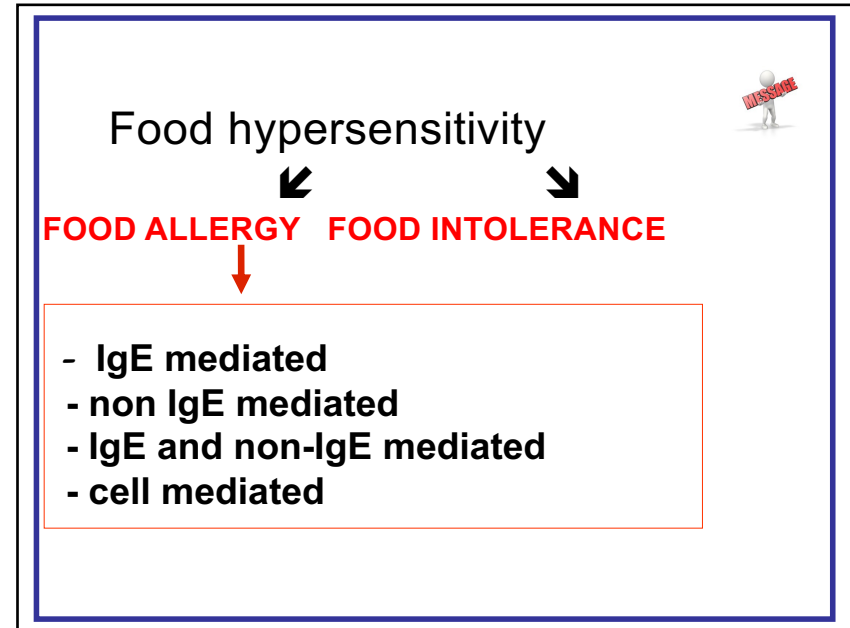 MESSAGE
Food hypersensitivity
FOOD ALLERGY FOOD INTOLERANCE
- IgE mediated
- non IgE mediated
- IgE and non-IgE mediated
- cell mediated